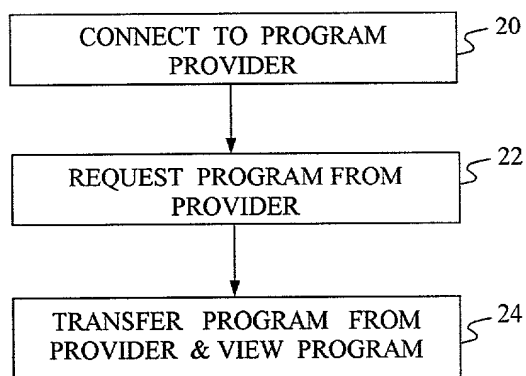 CONNECT TO PROGRAM
PROVIDER
20
REQUEST PROGRAM FROM
PROVIDER
22
TRANSFER PROGRAM FROM
PROVIDER & VIEW PROGRAM
24